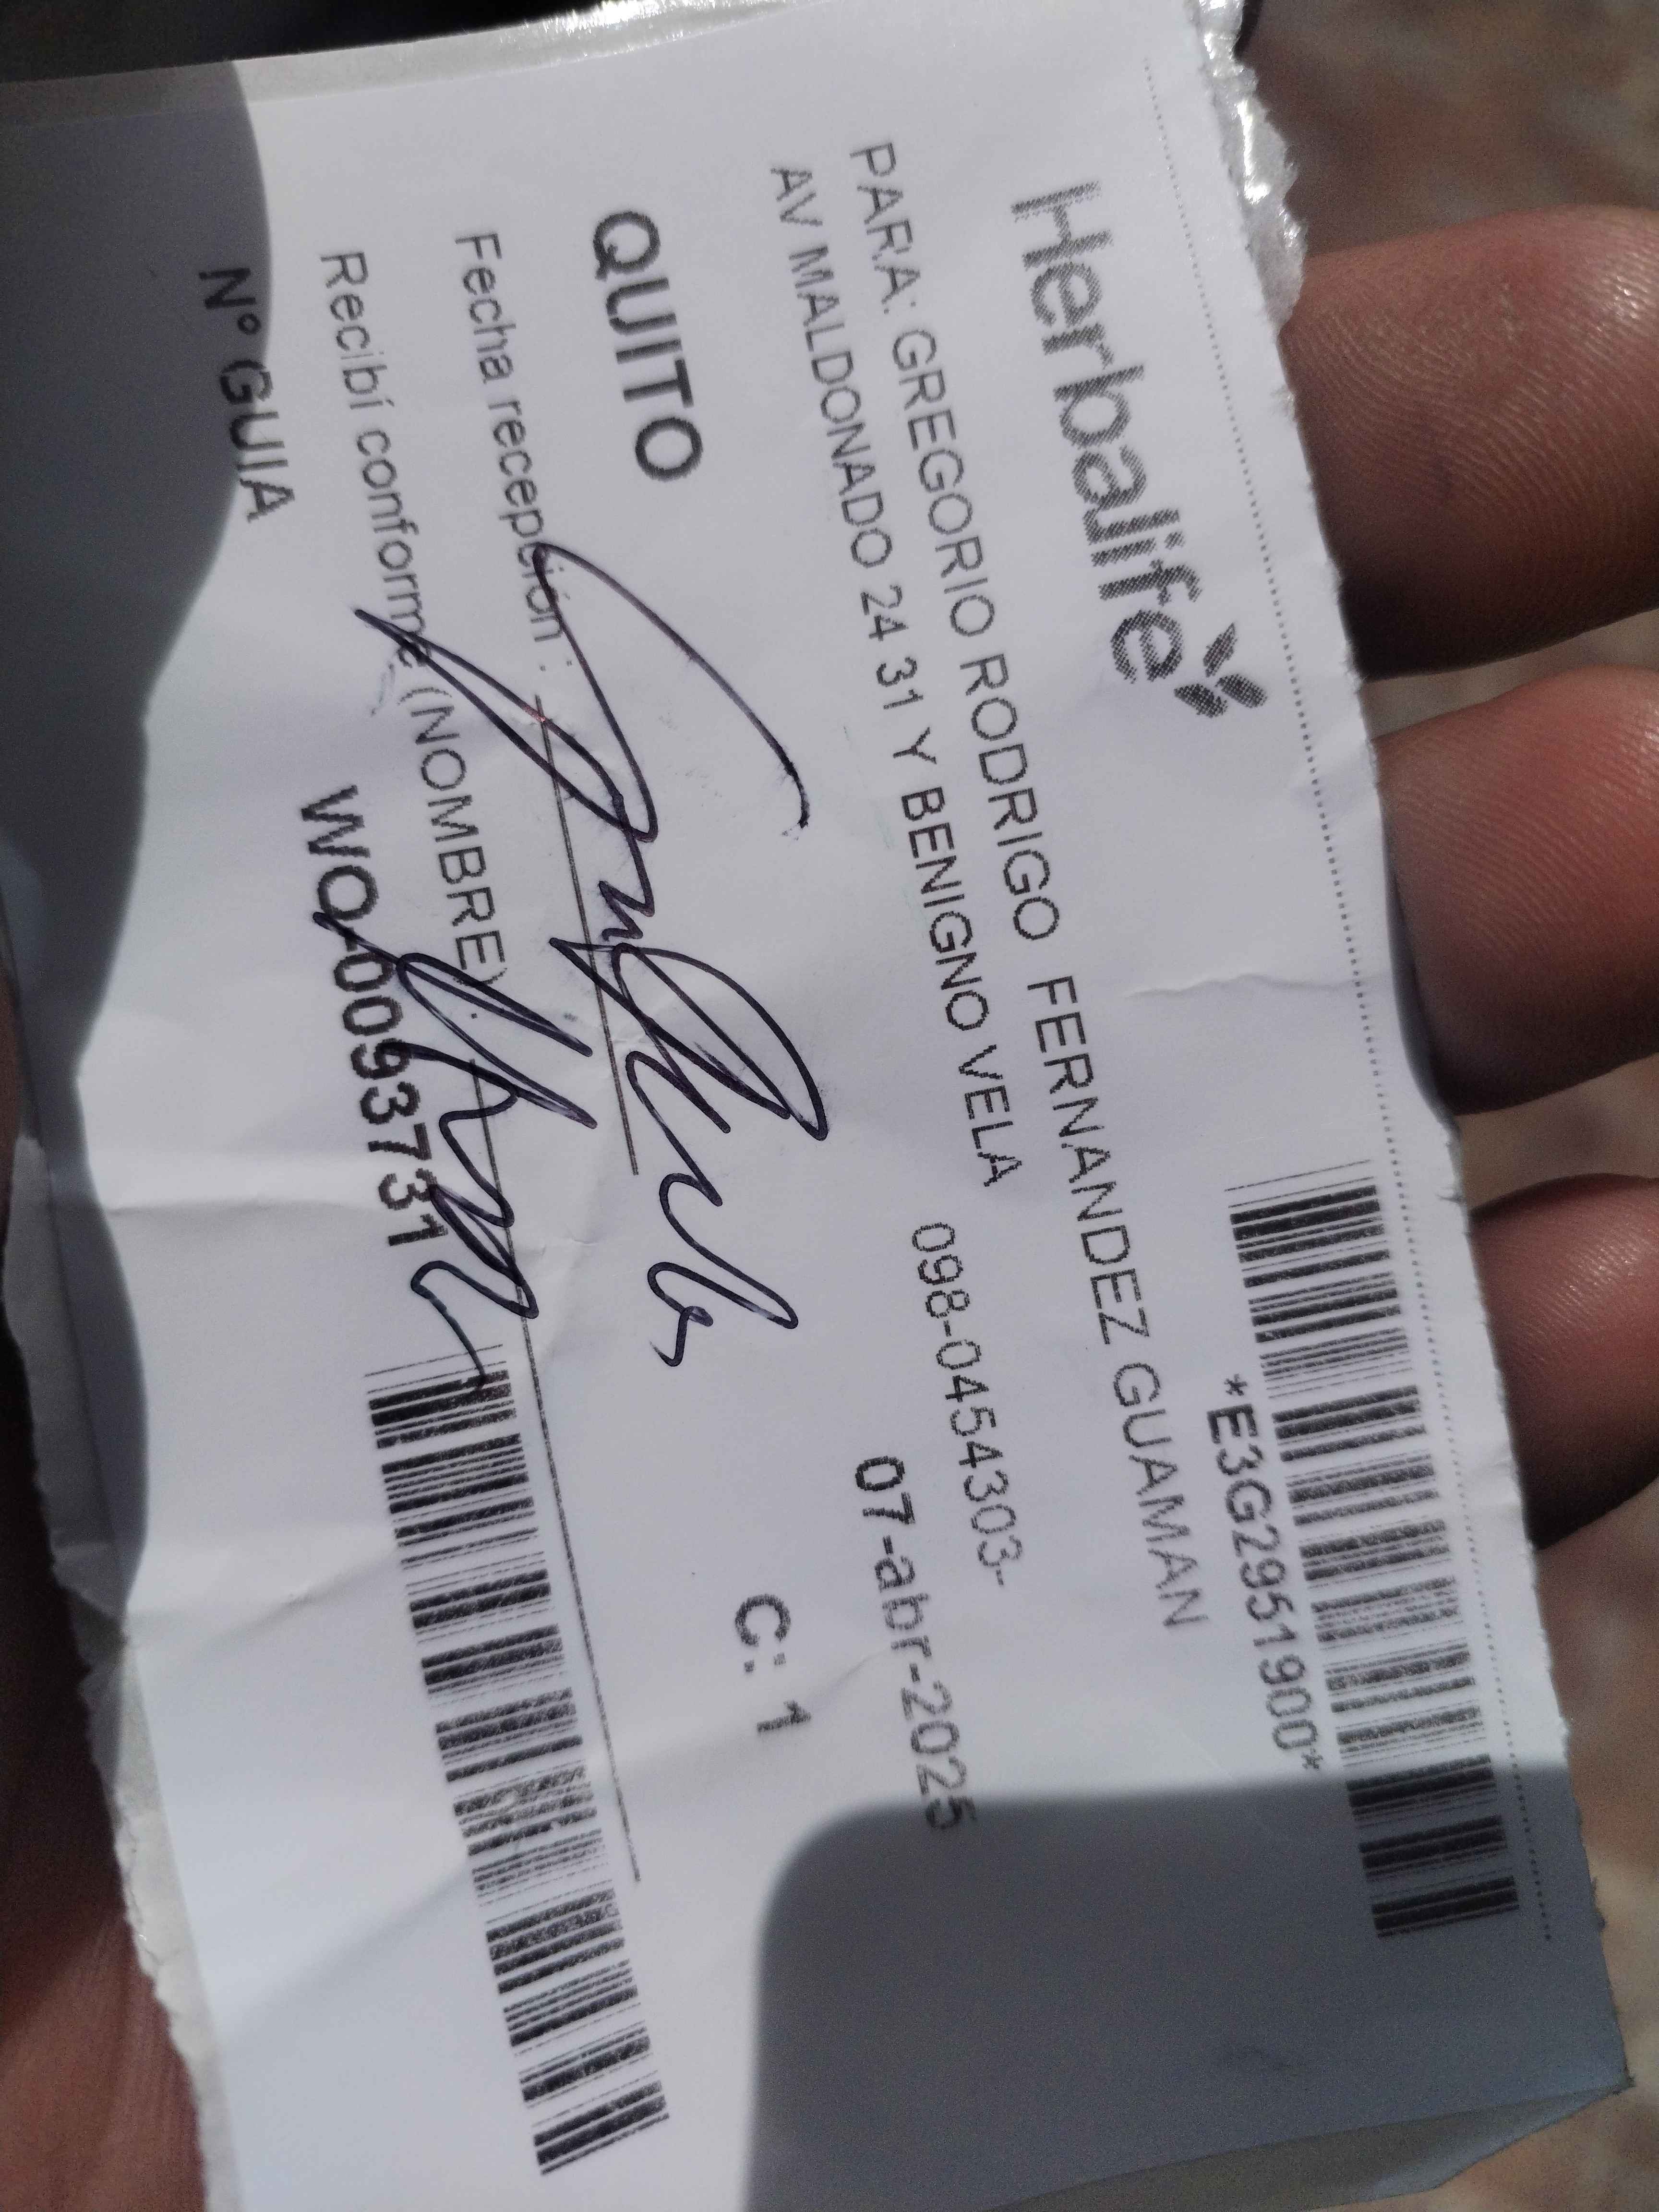 Herbalife
*E3G2951900*
PARA: GREGORIO RODRIGO FERNANDEZ GUAMAN
AV MALDONADO 24 31 Y BENIGNO VELA 098-0454303-
07-abr-2025
QUITO C: 1
Fecha recepción :
Recibí conforme (NOMBRE):
N° GUIA WO-0093731